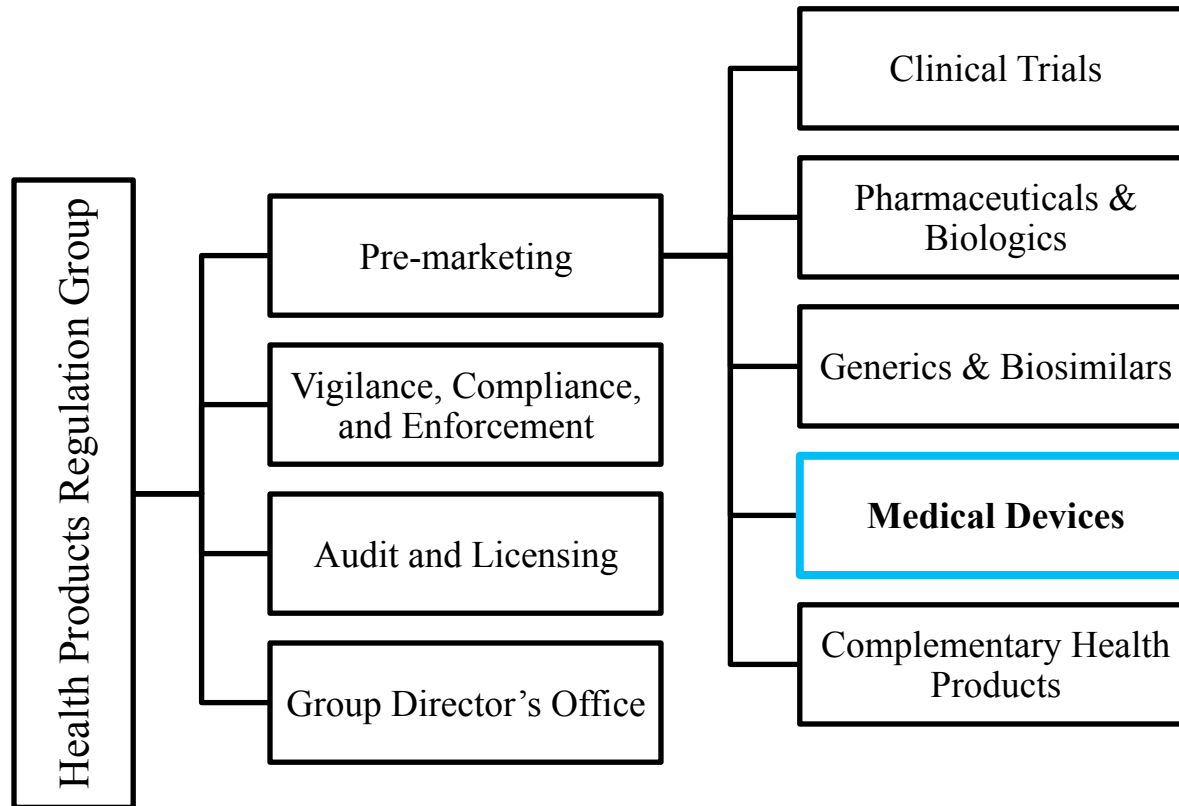 Health Products Regulation Group
Pre-marketing
Vigilance, Compliance,
and Enforcement
Audit and Licensing
Group Director’s Office
Clinical Trials
Pharmaceuticals &
Biologics
Generics & Biosimilars
Medical Devices
Complementary Health
Products